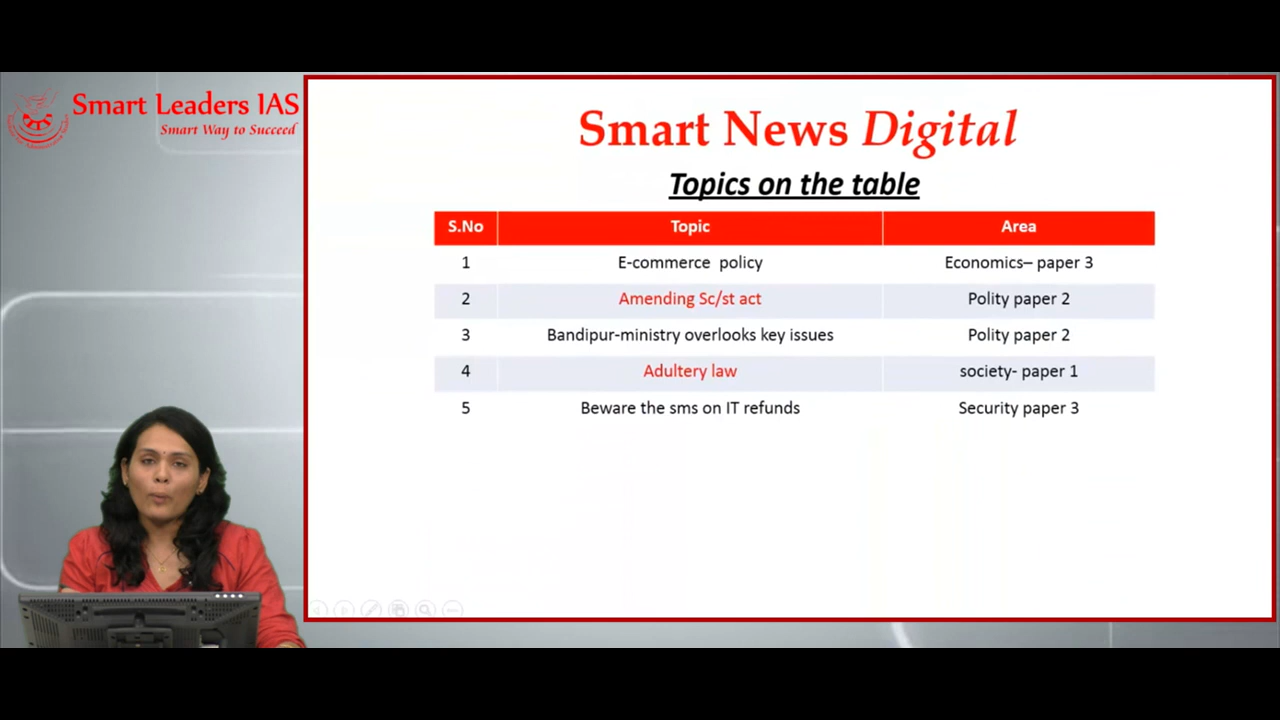 Smart Leaders IAS
Smart Way to Succeed
Smart News Digital
Topics on the table
S.No Topic Area
1 E-commerce policy Economics– paper 3
2 Amending Sc/st act Polity paper 2
3 Bandipur-ministry overlooks key issues Polity paper 2
4 Adultery law society- paper 1
5 Beware the sms on IT refunds Security paper 3